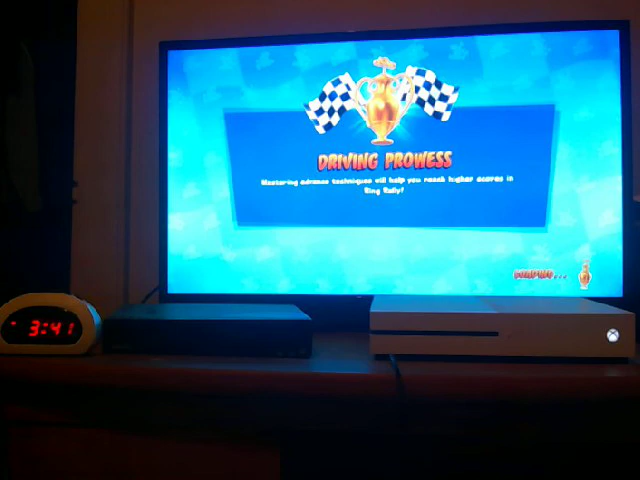 DRIVING PROWESS
Mastering advance techniques will help you reach higher scores in
Ring Rally!
3:41